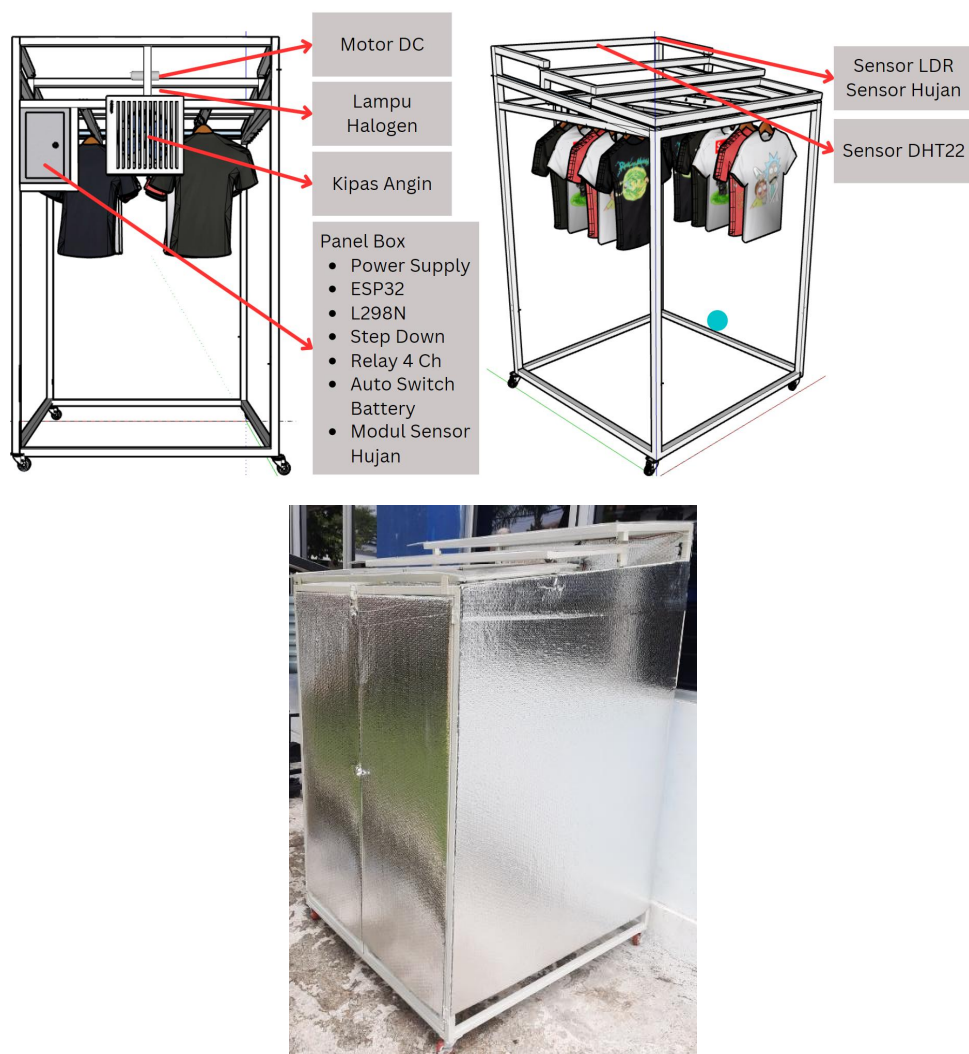 Motor DC
Lampu
Halogen
Kipas Angin
Panel Box
• Power Supply
• ESP32
• L298N
• Step Down
• Relay 4 Ch
• Auto Switch
Battery
• Modul Sensor
Hujan
Sensor LDR
Sensor Hujan
Sensor DHT22